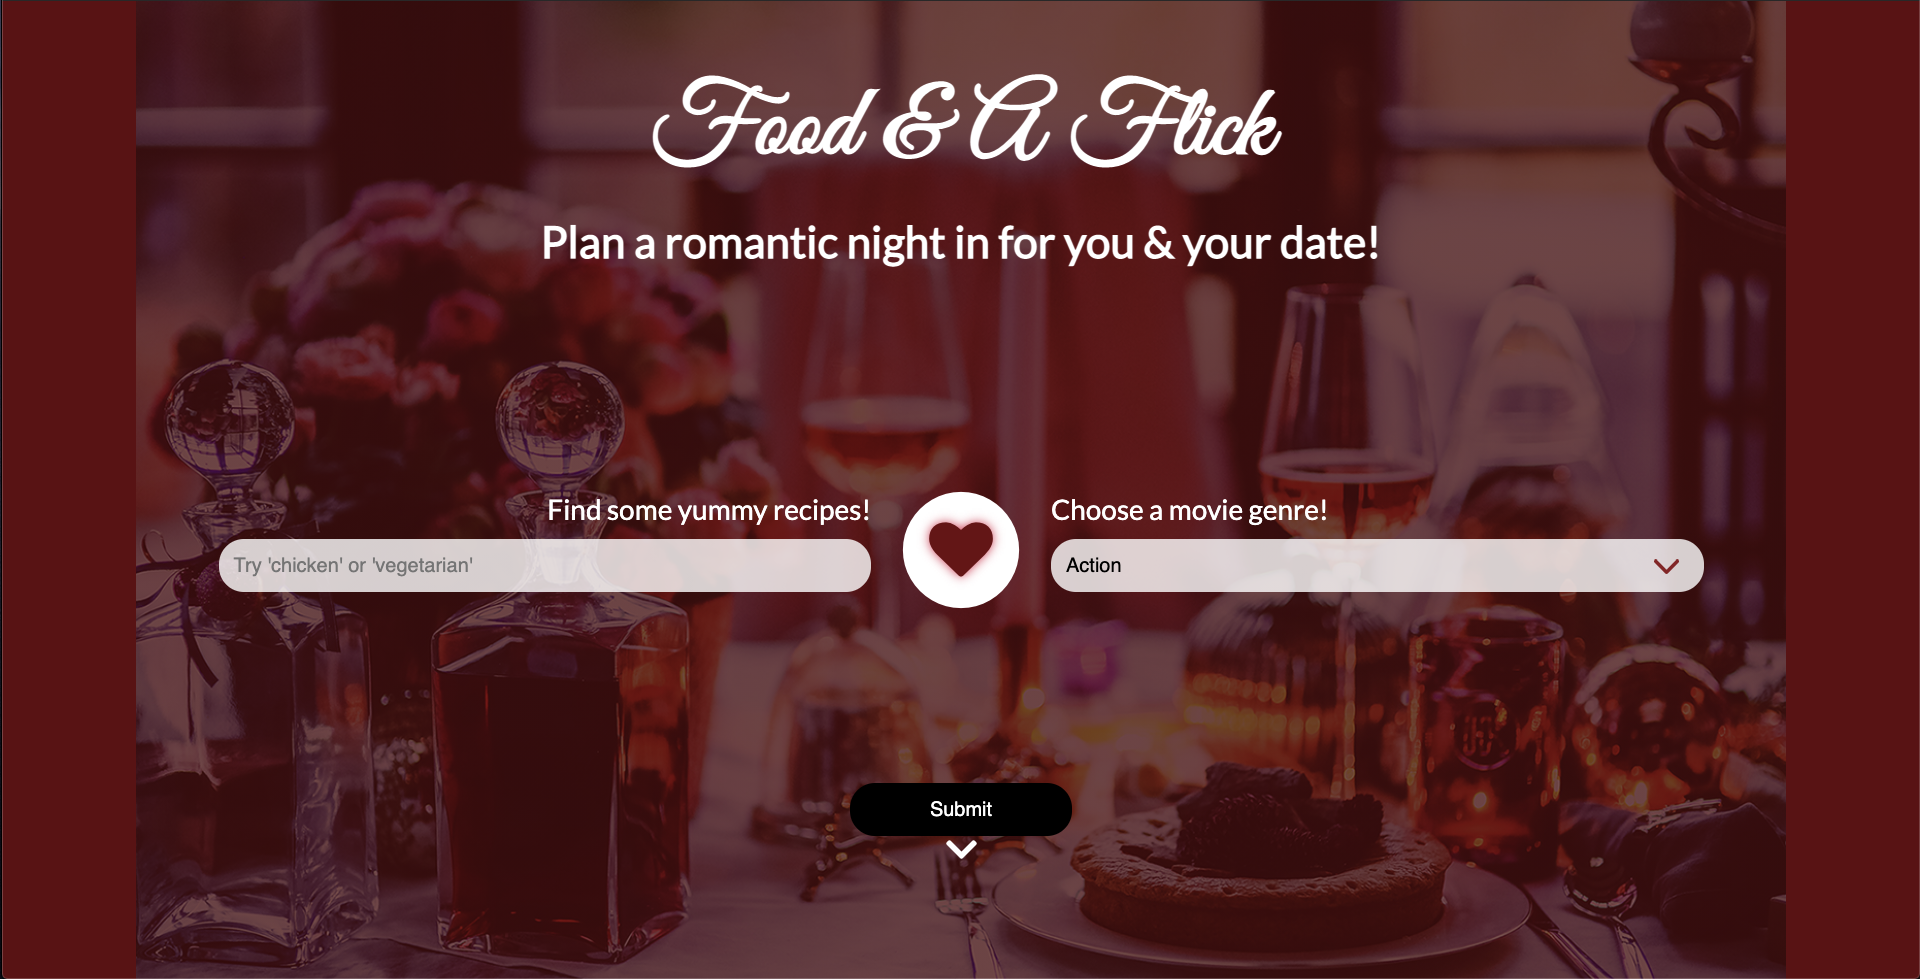 Food & A Flick
Plan a romantic night in for you & your date!
Find some yummy recipes!
Choose a movie genre!
Try 'chicken' or 'vegetarian'
Action
Submit